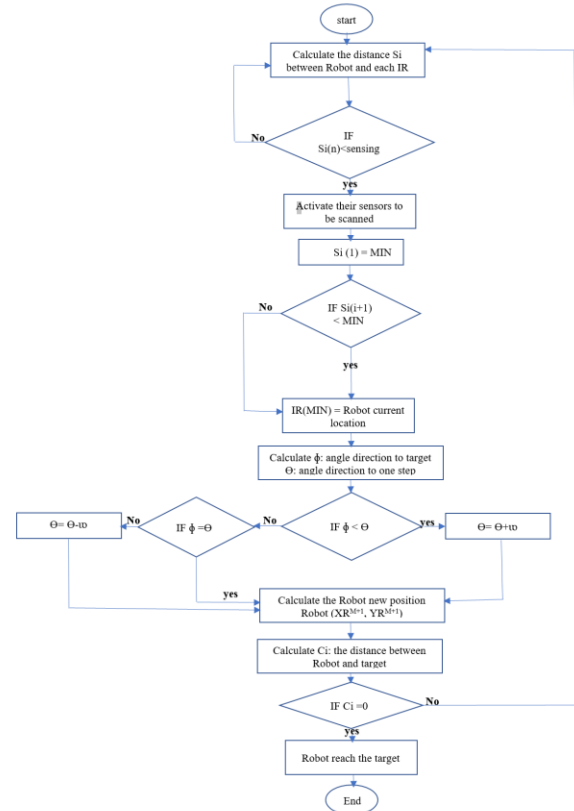 start
Calculate the distance Si
between Robot and each IR
No
IF
Si(n)<sensing
yes
Activate their sensors to
be scanned
Si (1) = MIN
No
IF Si(i+1)
< MIN
yes
IR(MIN) = Robot current
location
Calculate ϕ: angle direction to target
Ө: angle direction to one step
Ө= Ө-ɩʋ
No
IF ϕ =Ө
No
IF ϕ < Ө
yes
Ө= Ө+ɩʋ
yes
Calculate the Robot new position
Robot (XRᴹ⁺¹, YRᴹ⁺¹)
Calculate Ci: the distance between
Robot and target
IF Ci =0
No
yes
Robot reach the target
End